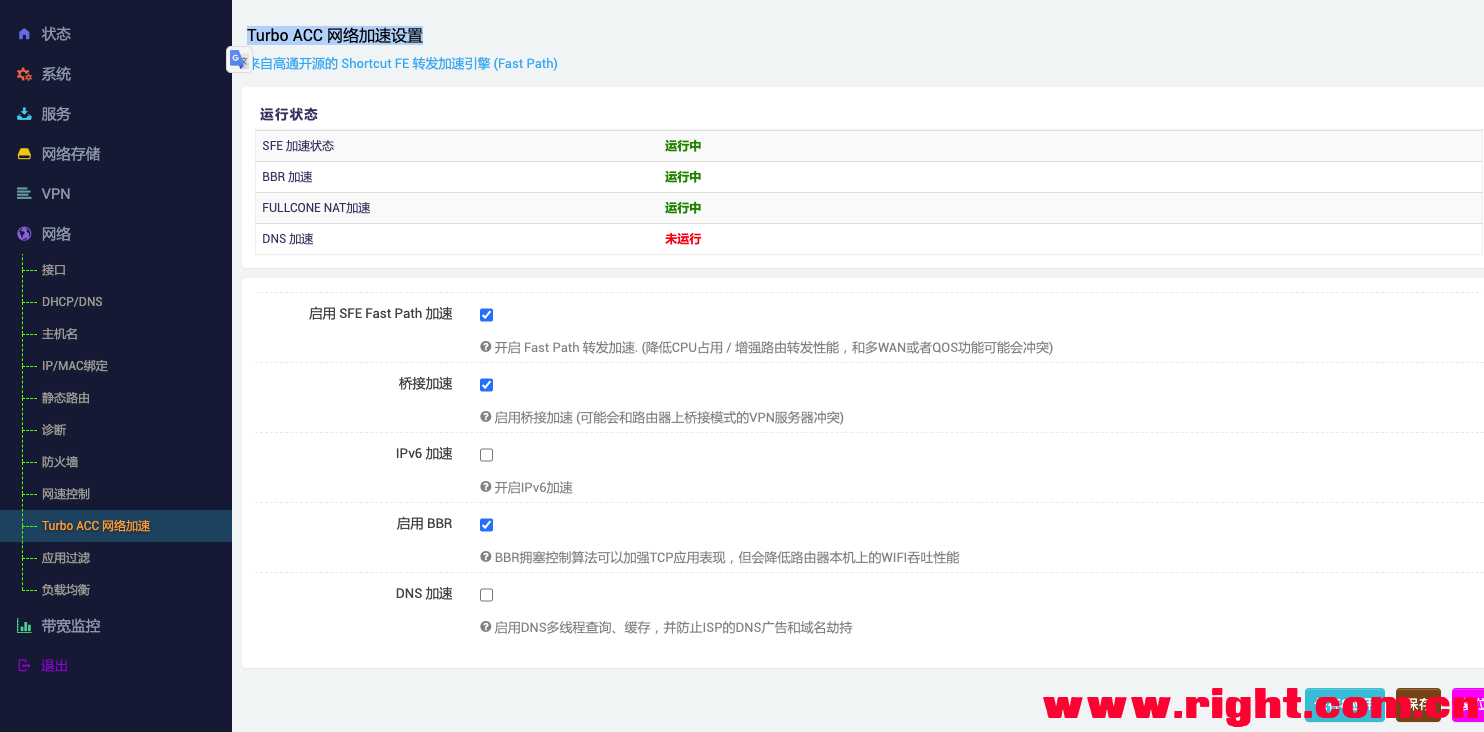 状态
系统
服务
网络存储
VPN
网络
接口
DHCP/DNS
主机名
IP/MAC绑定
静态路由
诊断
防火墙
网速控制
Turbo ACC 网络加速
应用过滤
负载均衡
带宽监控
退出
Turbo ACC 网络加速设置
来自高通开源的 Shortcut FE 转发加速引擎 (Fast Path)
运行状态
SFE 加速状态 运行中
BBR 加速 运行中
FULLCONE NAT加速 运行中
DNS 加速 未运行
启用 SFE Fast Path 加速
开启 Fast Path 转发加速. (降低CPU占用 / 增强路由转发性能，和多WAN或者QOS功能可能会冲突)
桥接加速
启用桥接加速 (可能会和路由器上桥接模式的VPN服务器冲突)
IPv6 加速
开启IPv6加速
启用 BBR
BBR拥塞控制算法可以加强TCP应用表现，但会降低路由器本机上的WIFI吞吐性能
DNS 加速
启用DNS多线程查询、缓存，并防止ISP的DNS广告和域名劫持
保存
www.right.com.cn